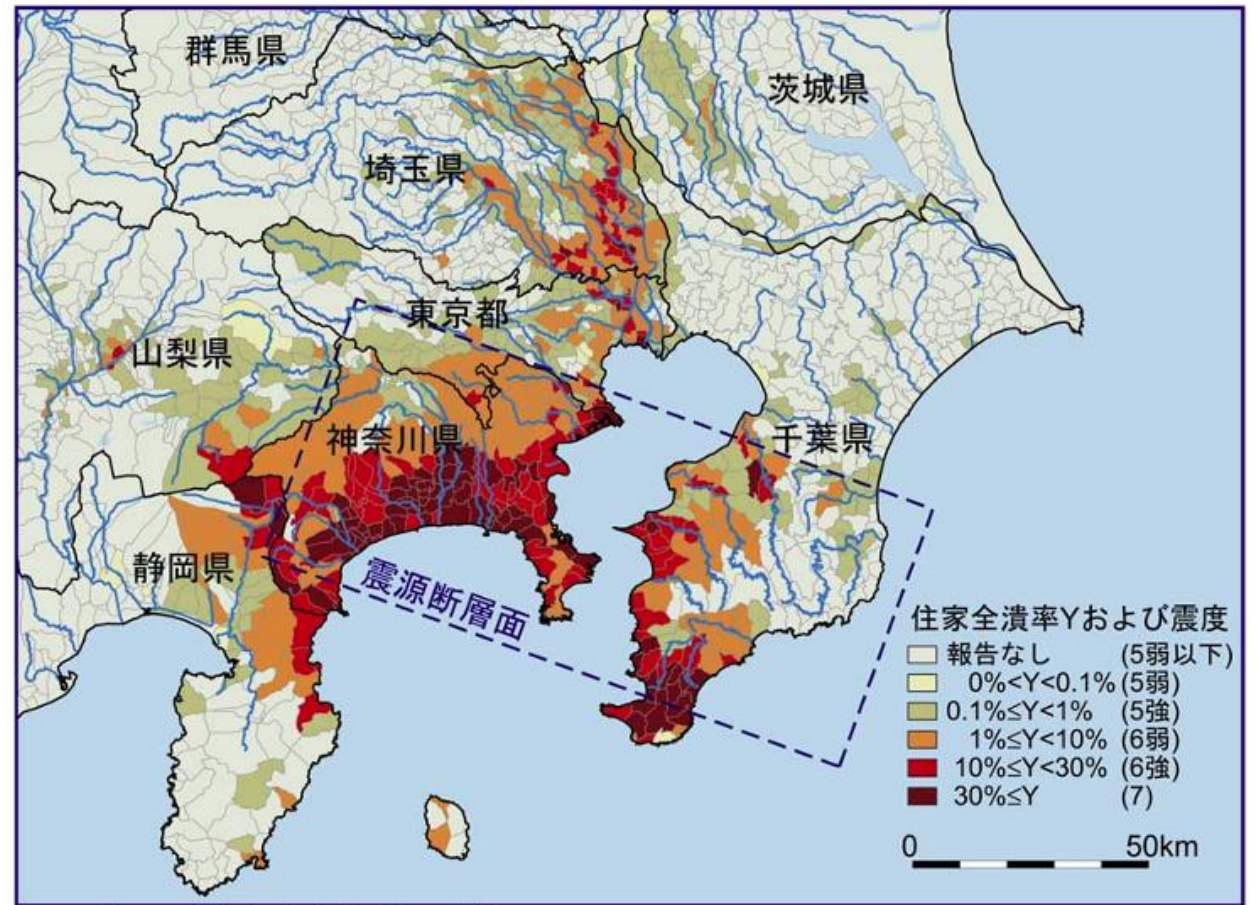 群馬県
茨城県
埼玉県
東京都
山梨県
神奈川県
千葉県
静岡県
震源断層面
住家全潰率Yおよび震度
報告なし (5弱以下)
0%<Y<0.1% (5弱)
0.1%≤Y<1% (5強)
1%≤Y<10% (6弱)
10%≤Y<30% (6強)
30%≤Y (7)
0 50km